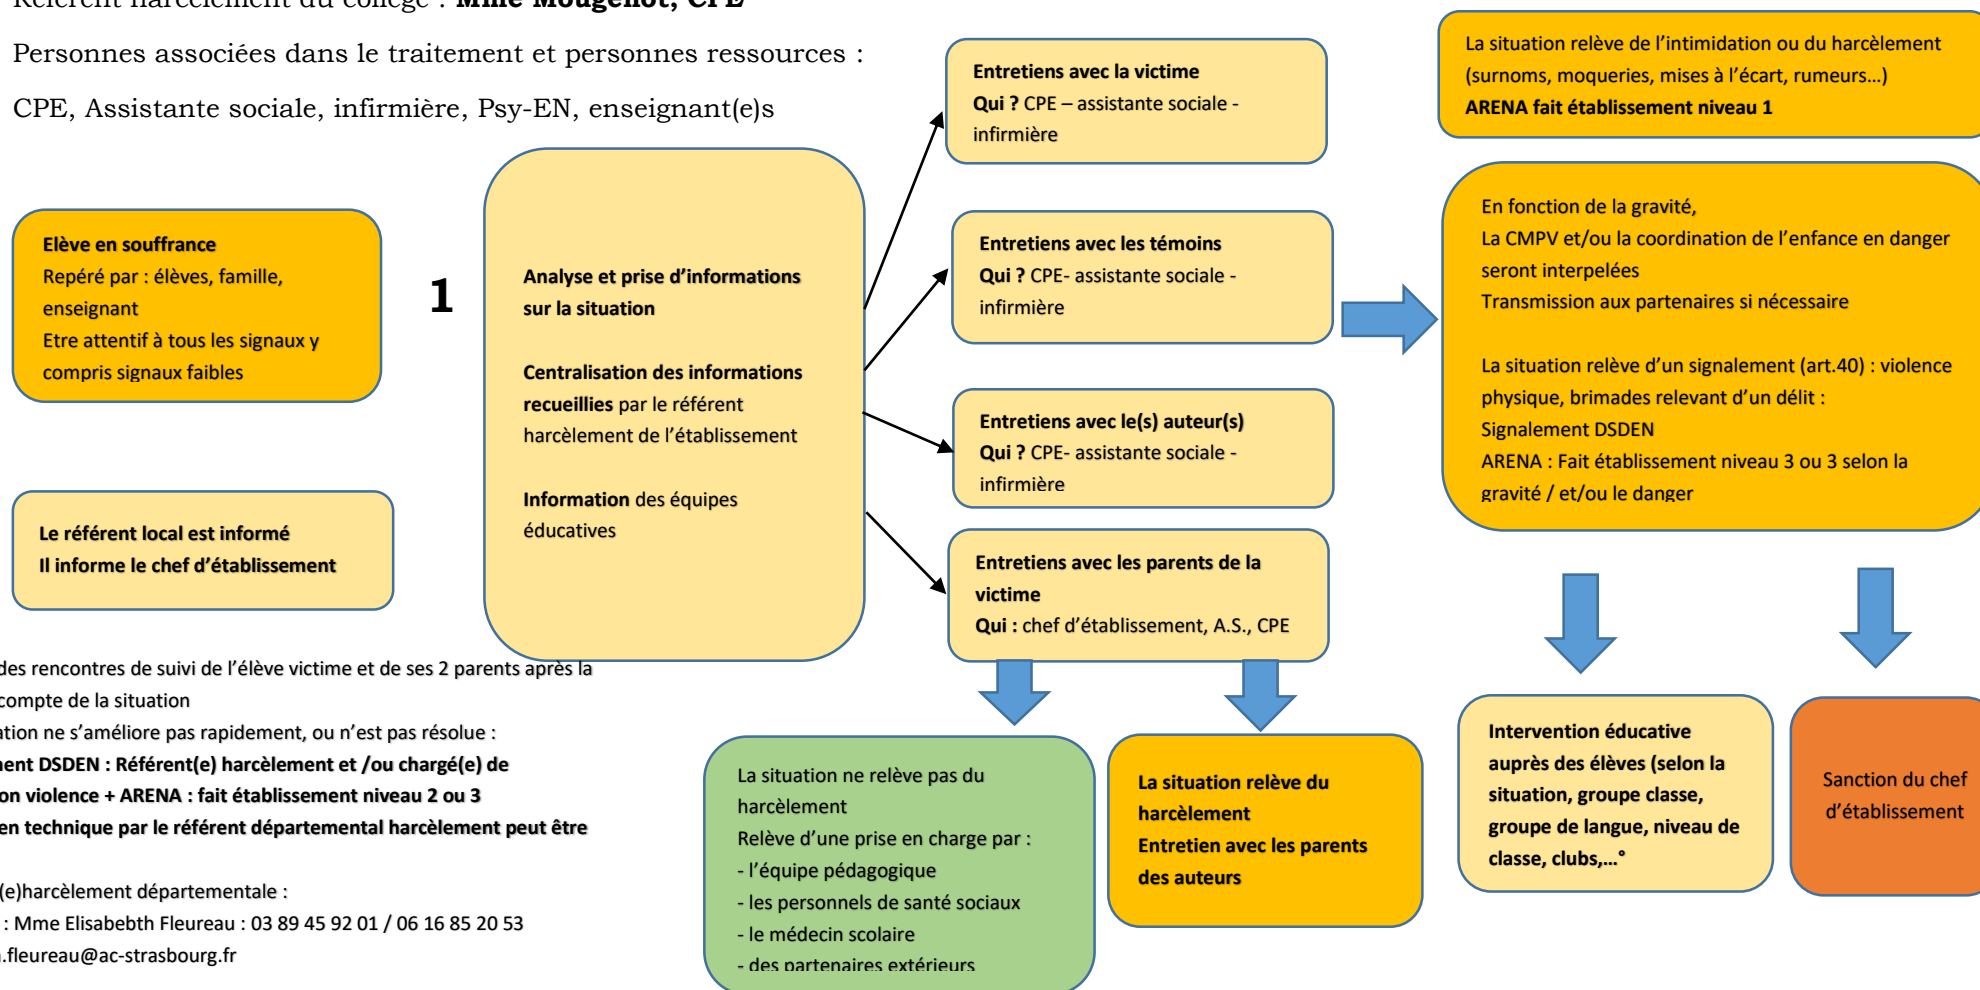 Référent harcèlement du collège : Mme Mougenot, CPE
Personnes associées dans le traitement et personnes ressources :
CPE, Assistante sociale, infirmière, Psy-EN, enseignant(e)s
Elève en souffrance
Repéré par : élèves, famille,
enseignant
Etre attentif à tous les signaux y
compris signaux faibles
Le référent local est informé
Il informe le chef d’établissement
1
Analyse et prise d’informations
sur la situation
Centralisation des informations
recueillies par le référent
harcèlement de l’établissement
Information des équipes
éducatives
Entretiens avec la victime
Qui ? CPE – assistante sociale -
infirmière
Entretiens avec les témoins
Qui ? CPE- assistante sociale -
infirmière
Entretiens avec le(s) auteur(s)
Qui ? CPE- assistante sociale -
infirmière
Entretiens avec les parents de la
victime
Qui : chef d’établissement, A.S., CPE
La situation relève de l’intimidation ou du harcèlement
(surnoms, moqueries, mises à l’écart, rumeurs…)
ARENA fait établissement niveau 1
En fonction de la gravité,
La CMPV et/ou la coordination de l’enfance en danger
seront interpelées
Transmission aux partenaires si nécessaire
La situation relève d’un signalement (art.40) : violence
physique, brimades relevant d’un délit :
Signalement DSDEN
ARENA : Fait établissement niveau 3 ou 3 selon la
gravité / et/ou le danger
des rencontres de suivi de l’élève victime et de ses 2 parents après la
compte de la situation
ation ne s’améliore pas rapidement, ou n’est pas résolue :
ment DSDEN : Référent(e) harcèlement et /ou chargé(e) de
on violence + ARENA : fait établissement niveau 2 ou 3
en technique par le référent départemental harcèlement peut être
(e)harcèlement départementale :
: Mme Elisabebth Fleureau : 03 89 45 92 01 / 06 16 85 20 53
.fleureau@ac-strasbourg.fr
La situation ne relève pas du
harcèlement
Relève d’une prise en charge par :
- l’équipe pédagogique
- les personnels de santé sociaux
- le médecin scolaire
- des partenaires extérieurs
La situation relève du
harcèlement
Entretien avec les parents
des auteurs
Intervention éducative
auprès des élèves (selon la
situation, groupe classe,
groupe de langue, niveau de
classe, clubs,…°
Sanction du chef
d’établissement